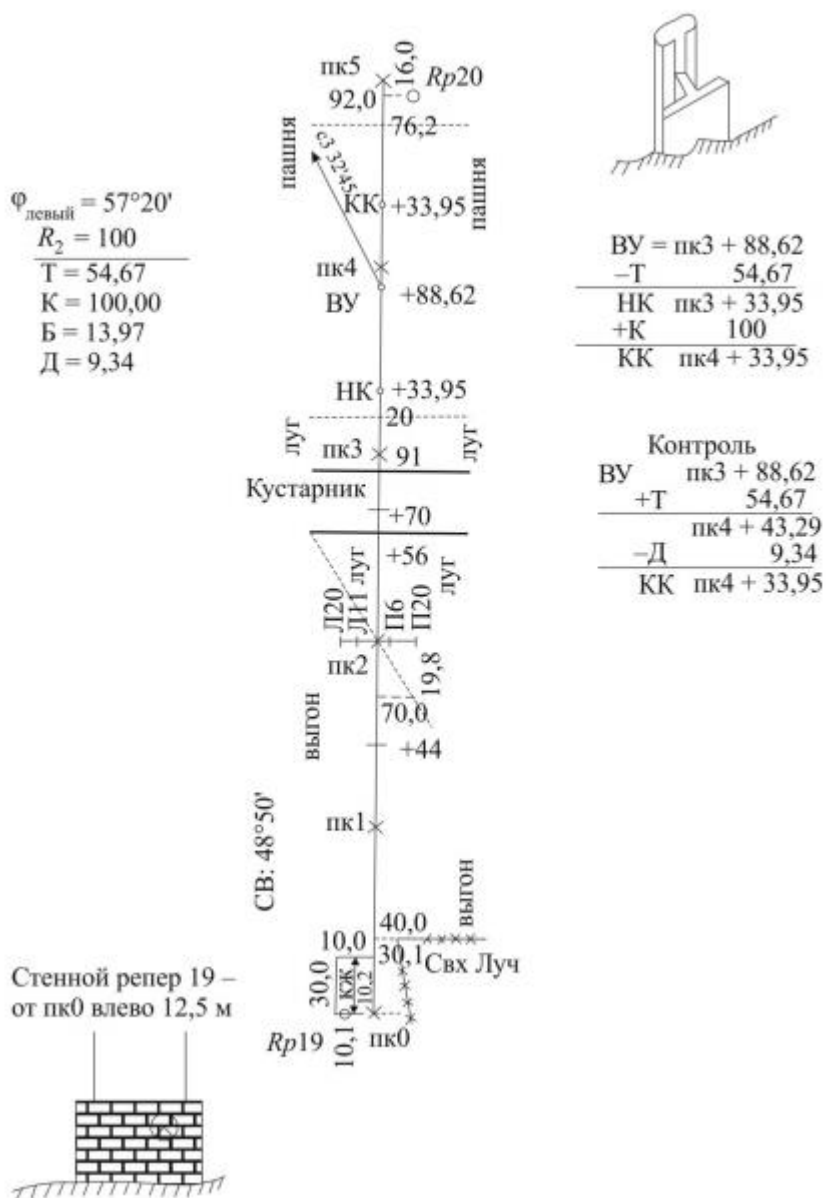 пк5
16,0
Rp20
92,0
76,2
пашня
с3 32'45
пашня
КК
+33,95
пк4
ВУ
+88,62
НК
+33,95
20
луг
луг
пк3
91
Кустарник
+70
+56
луг
луг
Л20
Л11
П6
П20
пк2
19,8
70,0
выгон
+44
СВ: 48°50'
пк1
40,0
выгон
10,0
30,1
Свх Луч
30,0
КЖ
10.2
Rp19
10,1
пк0
φлевый = 57°20'
R2 = 100
Т = 54,67
К = 100,00
Б = 13,97
Д = 9,34
ВУ = пк3 + 88,62
–Т 54,67
НК пк3 + 33,95
+К 100
КК пк4 + 33,95
Контроль
ВУ пк3 + 88,62
+Т 54,67
пк4 + 43,29
–Д 9,34
КК пк4 + 33,95
Стенной репер 19 –
от пк0 влево 12,5 м